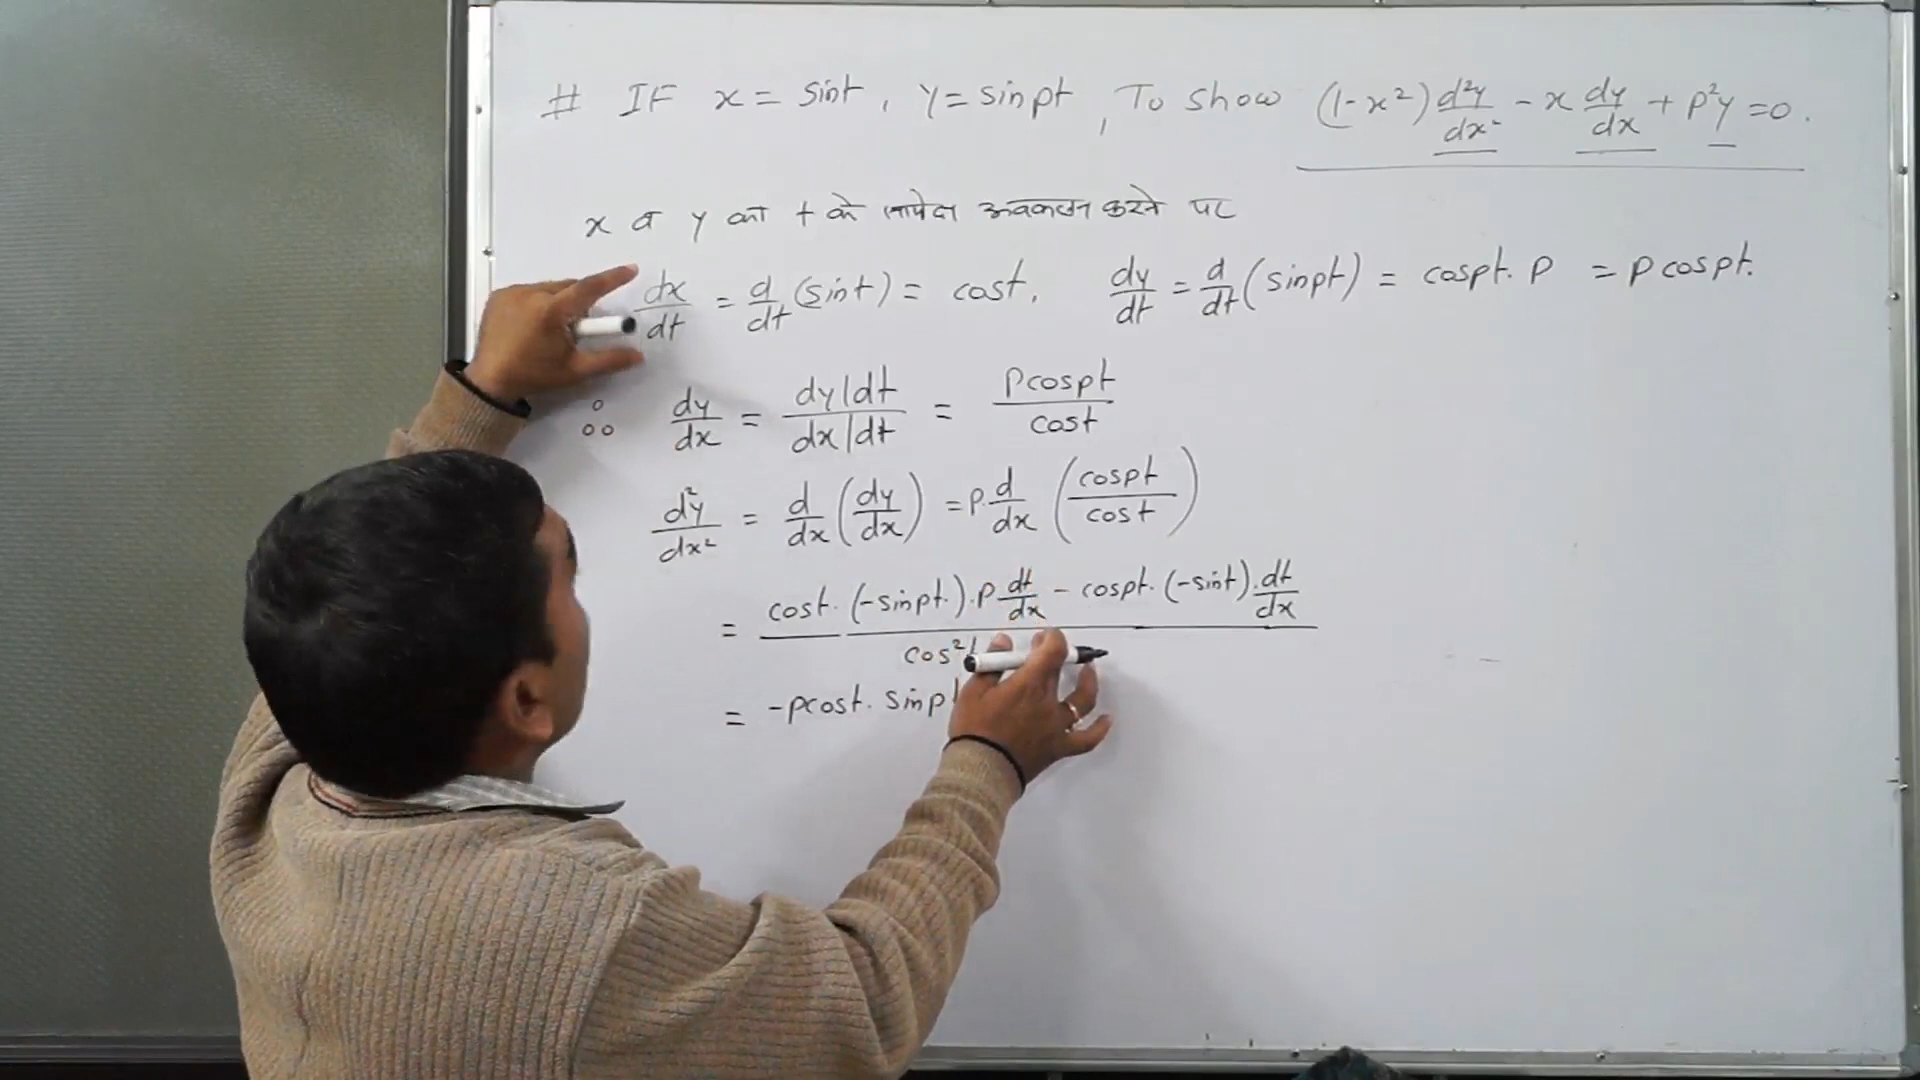 # IF x = sint, y = sinpt, To show (1-x²) d²y/dx² - x dy/dx + p²y = 0.
x व y का t के सापेक्ष अवकलन करने पर
dx/dt = d/dt (sint) = cost, dy/dt = d/dt (sinpt) = cospt. p = p cospt.
∴ dy/dx = (dy/dt)/(dx/dt) = pcospt/cost
d²y/dx² = d/dx (dy/dx) = p. d/dx (cospt/cost)
= (cost. (-sinpt.).p dt/dx - cospt. (-sint). dt/dx)/cos²t
= -pcost. sinpt